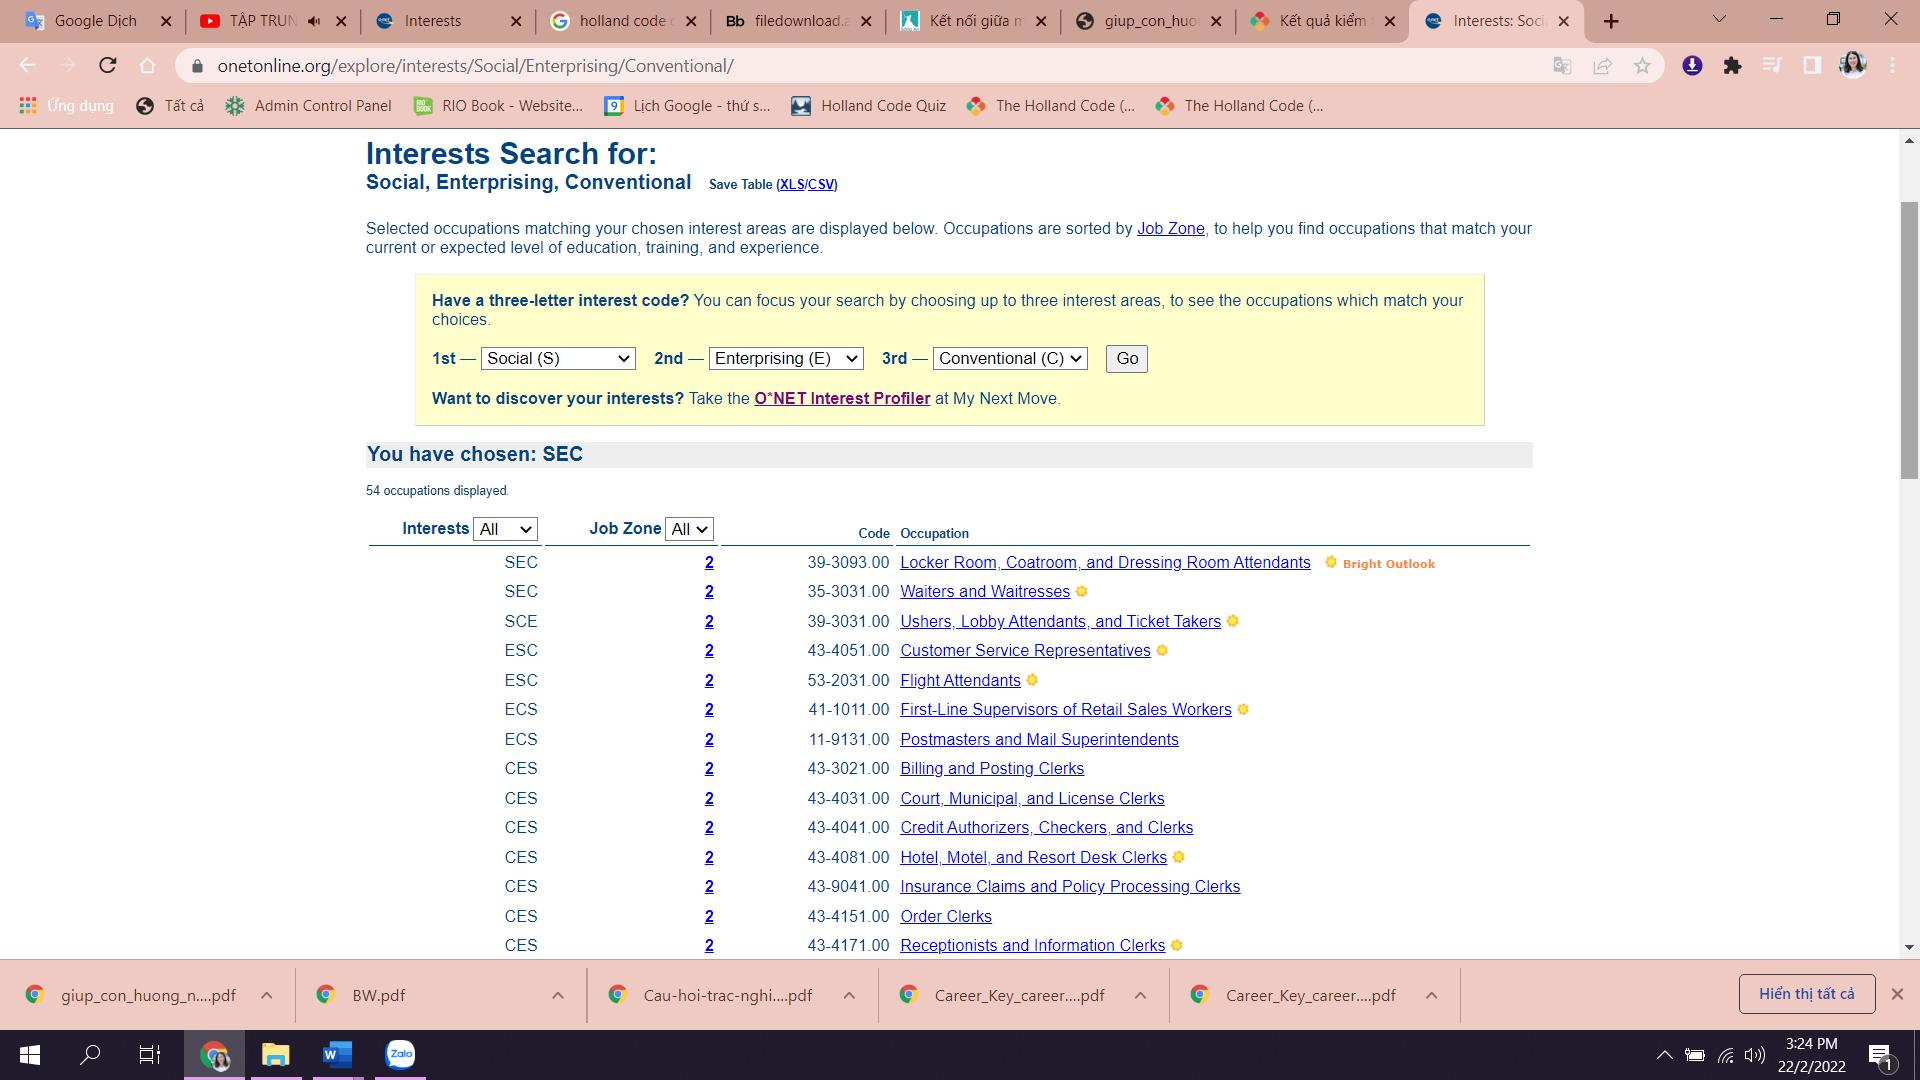 Google Dịch
TẬP TRUN
Interests
holland code c
Bb filedownload.a
Kết nối giữa m
giup_con_huo
Kết quả kiểm t
Interests: Soci
onetonline.org/explore/interests/Social/Enterprising/Conventional/
Ứng dụng
Tất cả
Admin Control Panel
RIO Book - Website...
Lịch Google - thứ s...
Holland Code Quiz
The Holland Code (...
The Holland Code (...
Interests Search for:
Social, Enterprising, Conventional Save Table (XLS/CSV)
Selected occupations matching your chosen interest areas are displayed below. Occupations are sorted by Job Zone, to help you find occupations that match your
current or expected level of education, training, and experience.
Have a three-letter interest code? You can focus your search by choosing up to three interest areas, to see the occupations which match your
choices.
1st — Social (S) 2nd — Enterprising (E) 3rd — Conventional (C) Go
Want to discover your interests? Take the O*NET Interest Profiler at My Next Move.
You have chosen: SEC
54 occupations displayed.
Interests All Job Zone All Code Occupation
SEC 2 39-3093.00 Locker Room, Coatroom, and Dressing Room Attendants Bright Outlook
SEC 2 35-3031.00 Waiters and Waitresses
SCE 2 39-3031.00 Ushers, Lobby Attendants, and Ticket Takers
ESC 2 43-4051.00 Customer Service Representatives
ESC 2 53-2031.00 Flight Attendants
ECS 2 41-1011.00 First-Line Supervisors of Retail Sales Workers
ECS 2 11-9131.00 Postmasters and Mail Superintendents
CES 2 43-3021.00 Billing and Posting Clerks
CES 2 43-4031.00 Court, Municipal, and License Clerks
CES 2 43-4041.00 Credit Authorizers, Checkers, and Clerks
CES 2 43-4081.00 Hotel, Motel, and Resort Desk Clerks
CES 2 43-9041.00 Insurance Claims and Policy Processing Clerks
CES 2 43-4151.00 Order Clerks
CES 2 43-4171.00 Receptionists and Information Clerks
giup_con_huong_n....pdf
BW.pdf
Cau-hoi-trac-nghi....pdf
Career_Key_career....pdf
Career_Key_career....pdf
Hiển thị tất cả
Zalo
3:24 PM
22/2/2022
1